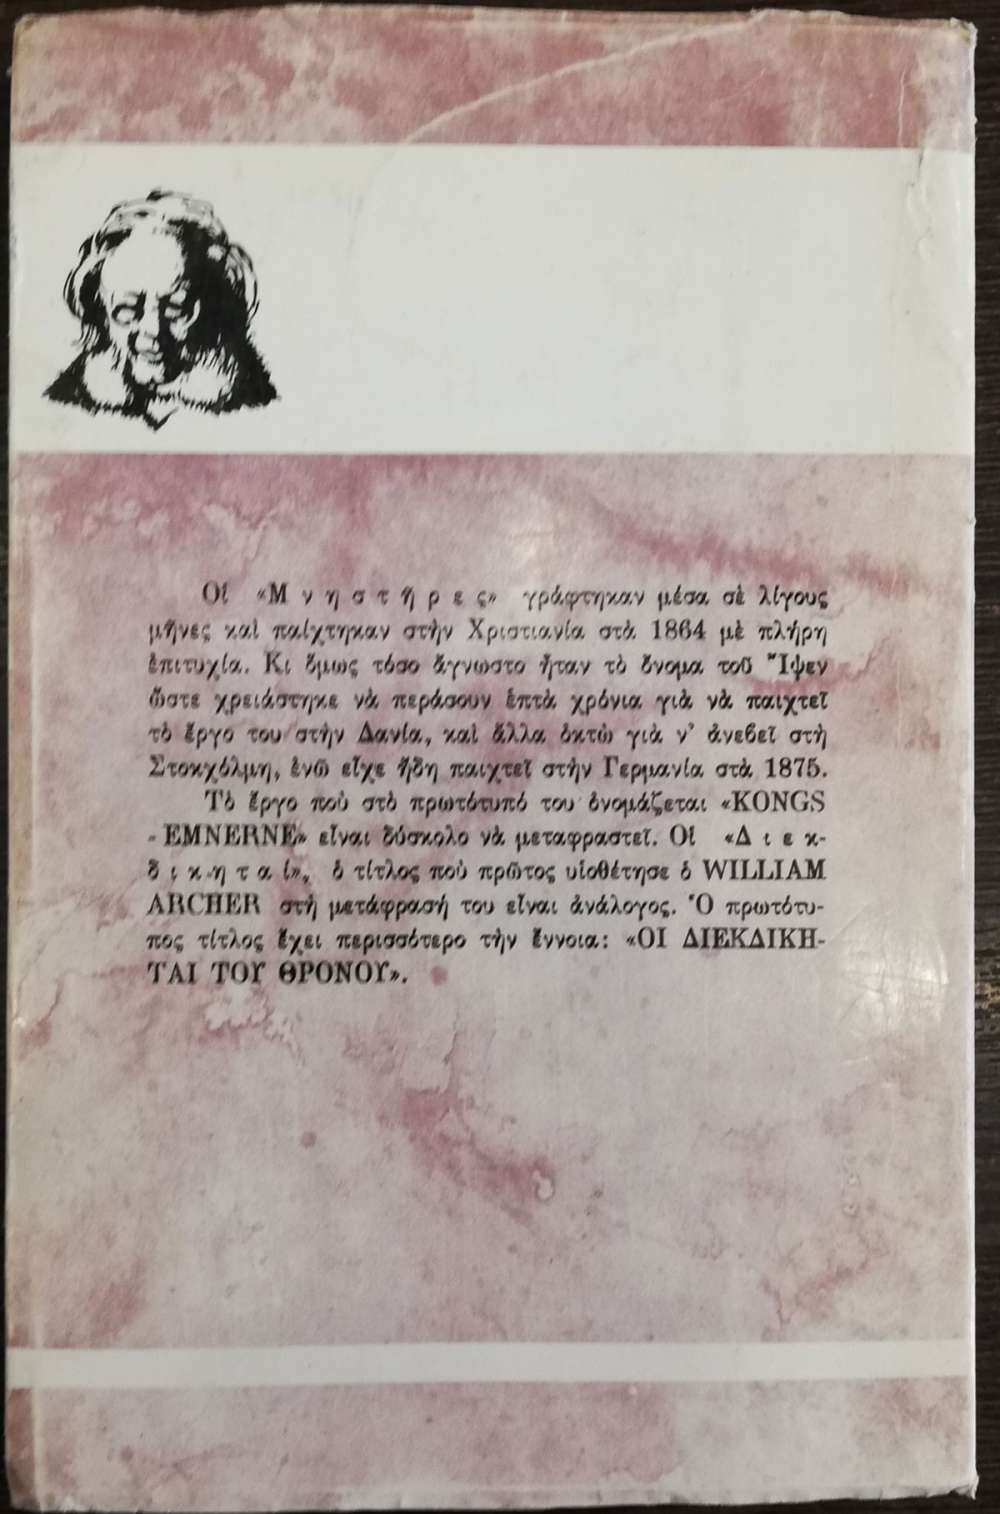 Οἱ «Μ ν η σ τ ῆ ρ ε ς» γράφτηκαν μέσα σὲ λίγους
μῆνες καὶ παίχτηκαν στὴν Χριστιανία στὰ 1864 μὲ πλήρη
ἐπιτυχία. Κι ὅμως τόσο ἄγνωστο ἦταν τὸ ὄνομα τοῦ Ἴψεν
ὥστε χρειάστηκε νὰ περάσουν ἑπτὰ χρόνια γιὰ νὰ παιχτεῖ
τὸ ἔργο του στὴν Δανία, καὶ ἄλλα ὀκτὼ γιὰ ν' ἀνεβεῖ στὴ
Στοκχόλμη, ἐνῶ εἶχε ἤδη παιχτεῖ στὴν Γερμανία στὰ 1875.
Τὸ ἔργο ποὺ στὸ πρωτότυπό του ὀνομάζεται «KONGS
- EMNERNE» εἶναι δύσκολο νὰ μεταφραστεῖ. Οἱ «Δ ι ε κ-
δ ι κ η τ α ί», ὁ τίτλος ποὺ πρῶτος υἱοθέτησε ὁ WILLIAM
ARCHER στὴ μετάφρασή του εἶναι ἀνάλογος. Ὁ πρωτότυ-
πος τίτλος ἔχει περισσότερο τὴν ἔννοια: «ΟΙ ΔΙΕΚΔΙΚΗ-
ΤΑΙ ΤΟΥ ΘΡΟΝΟΥ».